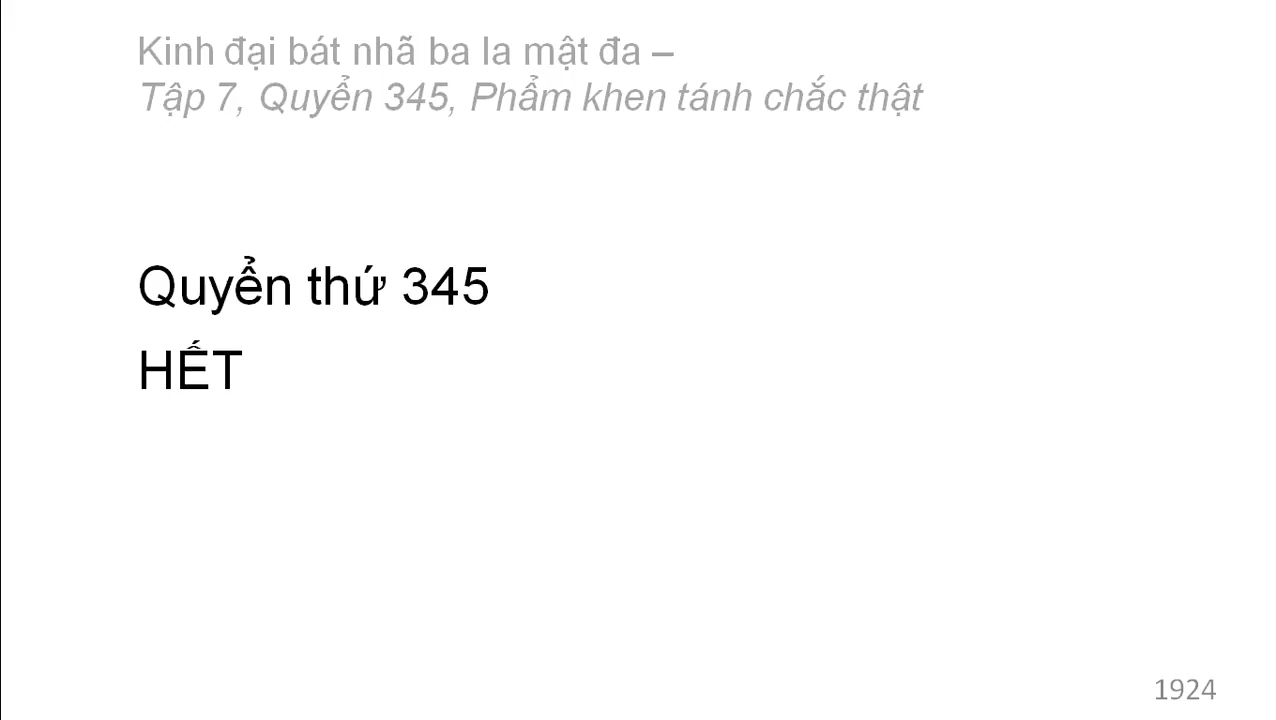 Kinh đại bát nhã ba la mật đa –
Tập 7, Quyển 345, Phẩm khen tánh chắc thật
Quyển thứ 345
HẾT
1924